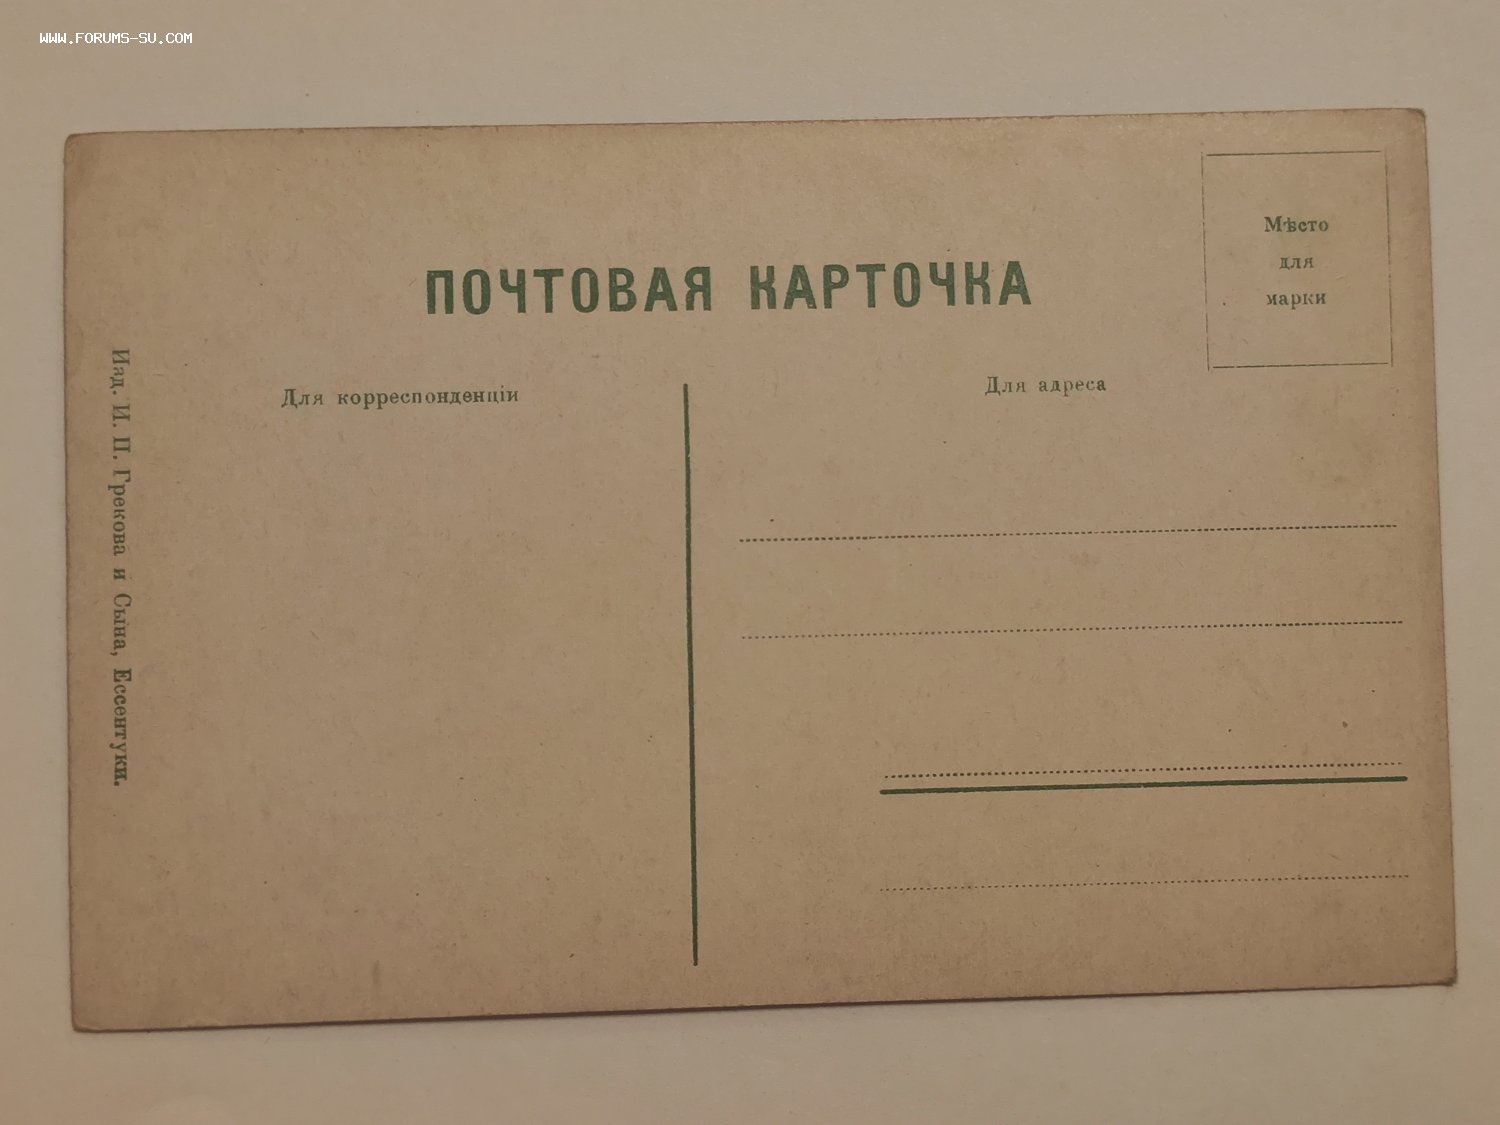 WWW.FORUMS-SU.COM
Мѣсто
для
марки
ПОЧТОВАЯ КАРТОЧКА
Для корреспонденціи
Для адреса
Изд. И. П. Грекова и Сына, Ессентуки.